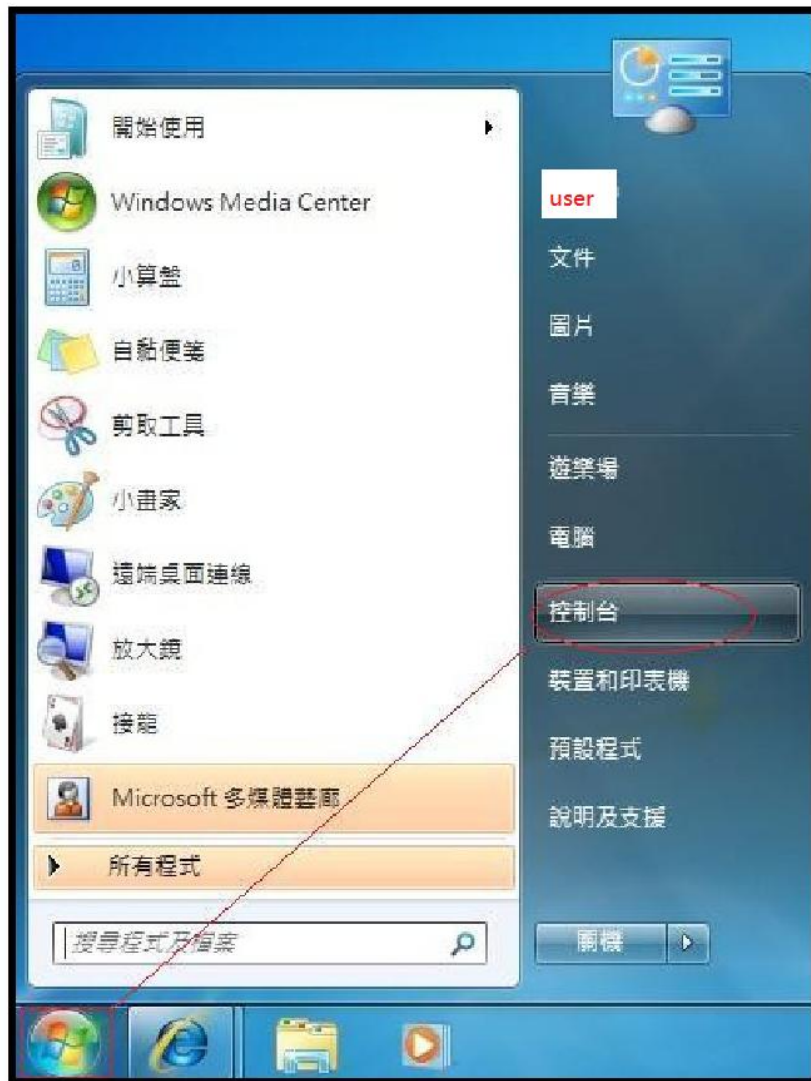 開始使用
Windows Media Center
小算盤
自黏便箋
剪取工具
小畫家
遠端桌面連線
放大鏡
接龍
Microsoft 多媒體藝廊
所有程式
搜尋程式及檔案
user
文件
圖片
音樂
遊樂場
電腦
控制台
裝置和印表機
預設程式
說明及支援
關機